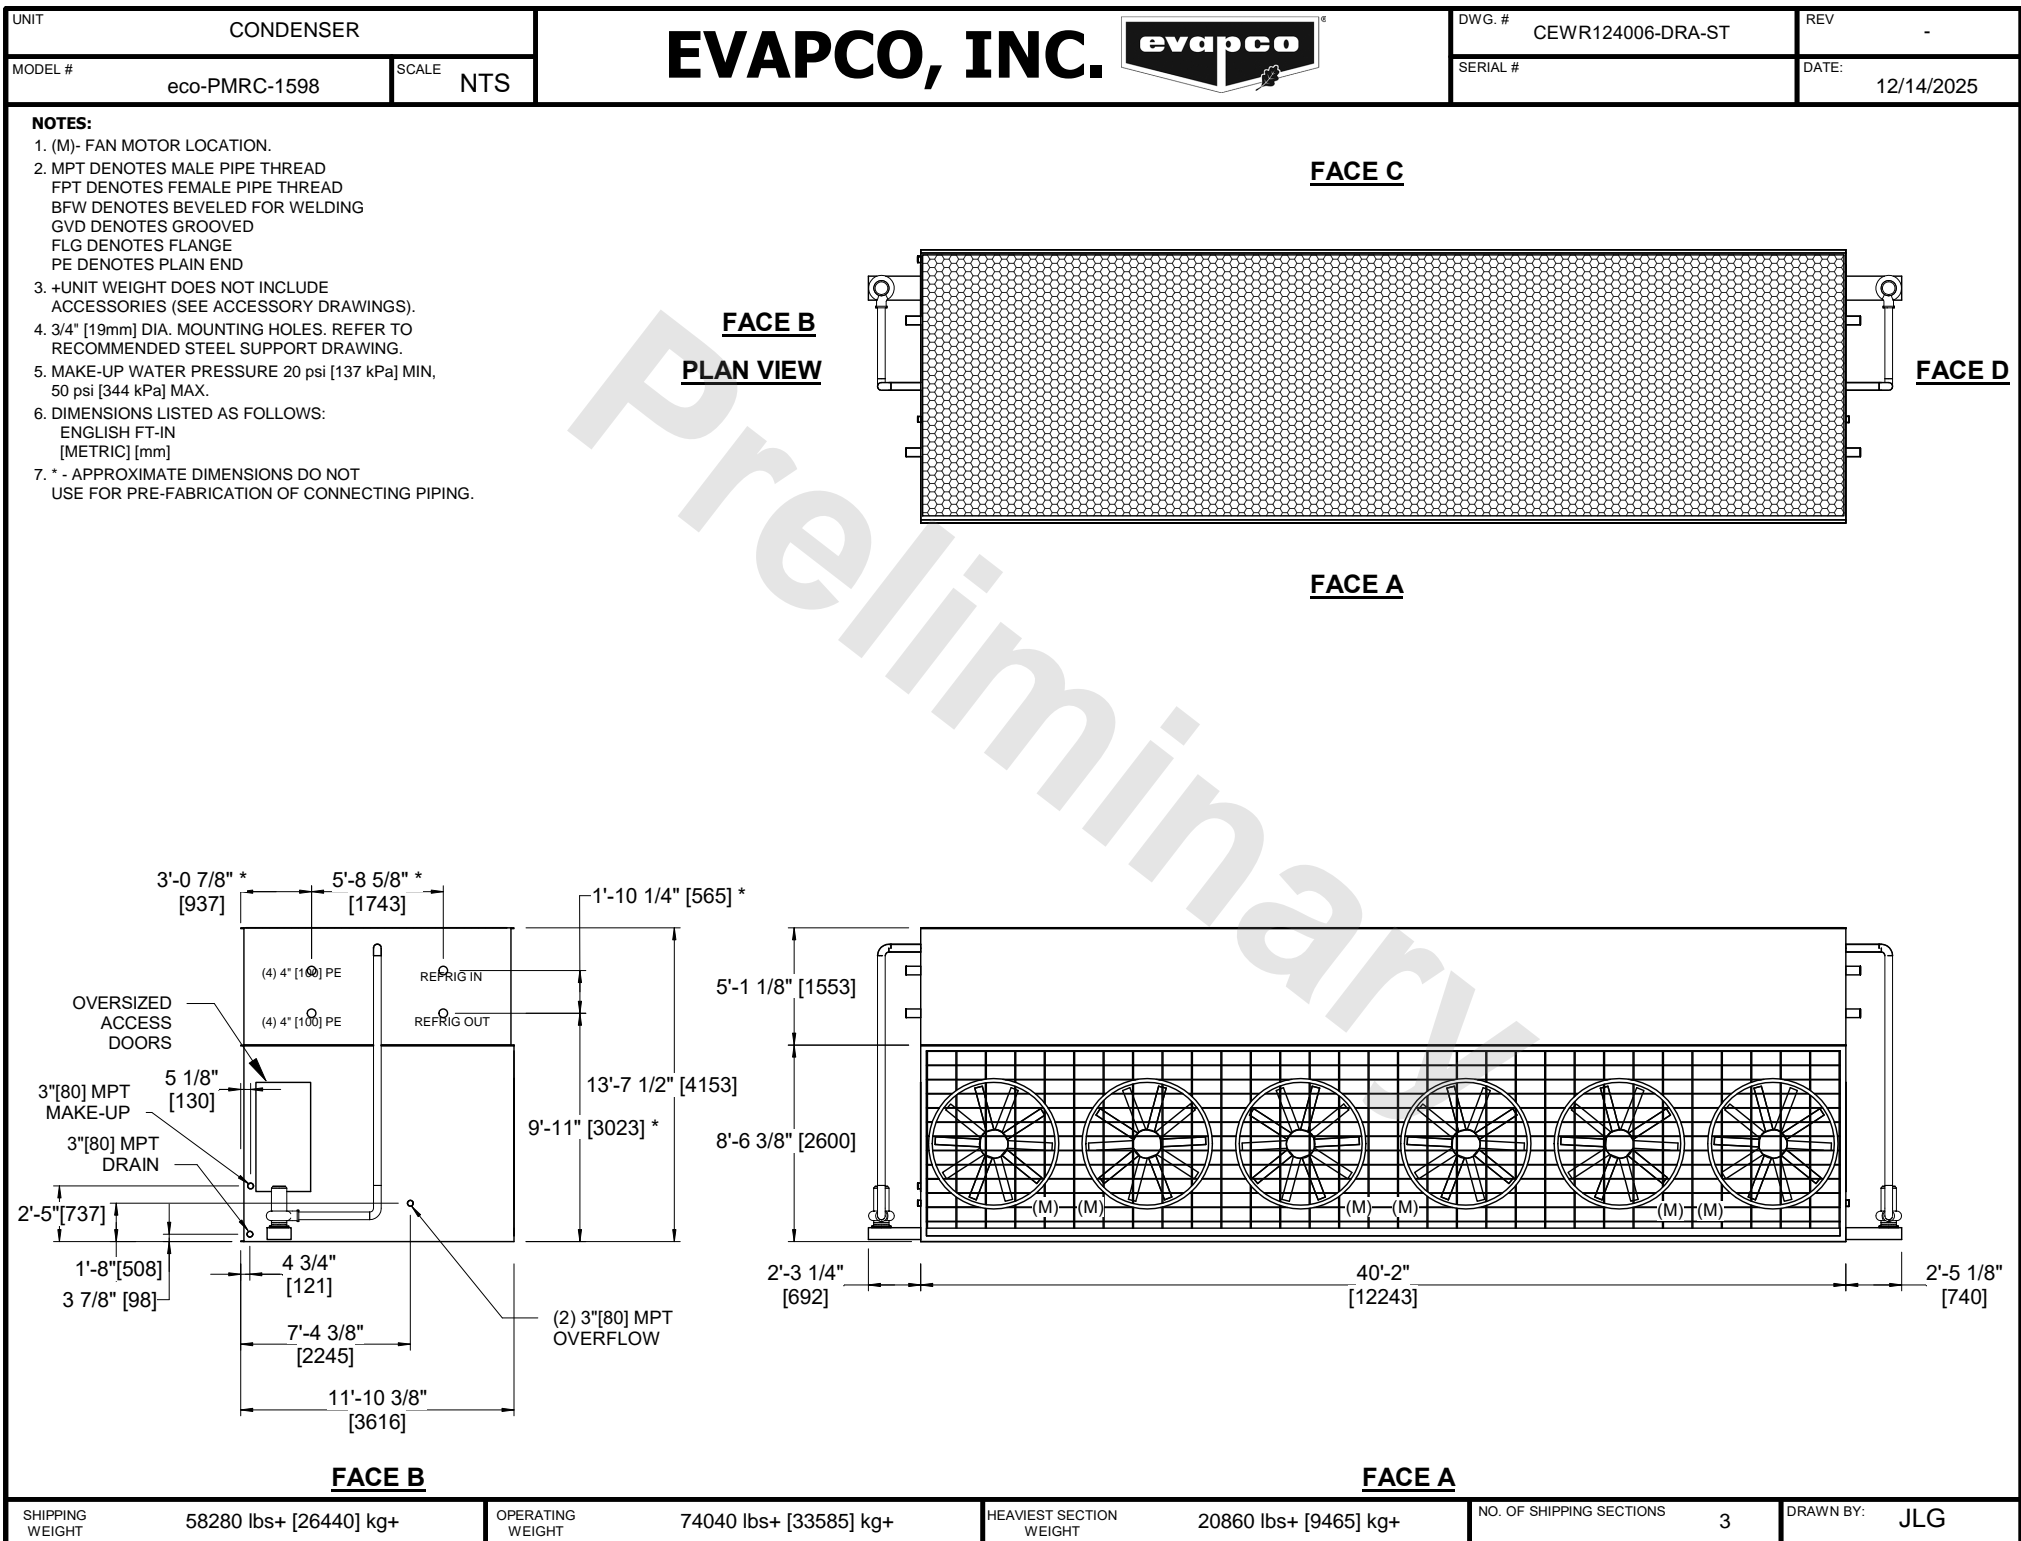 UNIT
CONDENSER
MODEL #
eco-PMRC-1598
SCALE
NTS
EVAPCO, INC.
evapco
®
DWG. #
CEWR124006-DRA-ST
REV
-
SERIAL #
DATE:
12/14/2025
NOTES:
1. (M)- FAN MOTOR LOCATION.
2. MPT DENOTES MALE PIPE THREAD
FPT DENOTES FEMALE PIPE THREAD
BFW DENOTES BEVELED FOR WELDING
GVD DENOTES GROOVED
FLG DENOTES FLANGE
PE DENOTES PLAIN END
3. +UNIT WEIGHT DOES NOT INCLUDE
ACCESSORIES (SEE ACCESSORY DRAWINGS).
4. 3/4" [19mm] DIA. MOUNTING HOLES. REFER TO
RECOMMENDED STEEL SUPPORT DRAWING.
5. MAKE-UP WATER PRESSURE 20 psi [137 kPa] MIN,
50 psi [344 kPa] MAX.
6. DIMENSIONS LISTED AS FOLLOWS:
ENGLISH FT-IN
[METRIC] [mm]
7. * - APPROXIMATE DIMENSIONS DO NOT
USE FOR PRE-FABRICATION OF CONNECTING PIPING.
FACE C
FACE B
PLAN VIEW
FACE D
FACE A
Preliminary
3'-0 7/8" *
[937]
5'-8 5/8" *
[1743]
1'-10 1/4" [565] *
(4) 4" [100] PE
REFRIG IN
(4) 4" [100] PE
REFRIG OUT
OVERSIZED
ACCESS
DOORS
5 1/8"
[130]
3"[80] MPT
MAKE-UP
3"[80] MPT
DRAIN
13'-7 1/2" [4153]
9'-11" [3023] *
2'-5"[737]
1'-8"[508]
3 7/8" [98]
4 3/4"
[121]
7'-4 3/8"
[2245]
11'-10 3/8"
[3616]
(2) 3"[80] MPT
OVERFLOW
5'-1 1/8" [1553]
8'-6 3/8" [2600]
(M) (M) (M) (M) (M) (M)
2'-3 1/4"
[692]
40'-2"
[12243]
2'-5 1/8"
[740]
FACE B
FACE A
SHIPPING
WEIGHT
58280 lbs+ [26440] kg+
OPERATING
WEIGHT
74040 lbs+ [33585] kg+
HEAVIEST SECTION
WEIGHT
20860 lbs+ [9465] kg+
NO. OF SHIPPING SECTIONS
3
DRAWN BY:
JLG